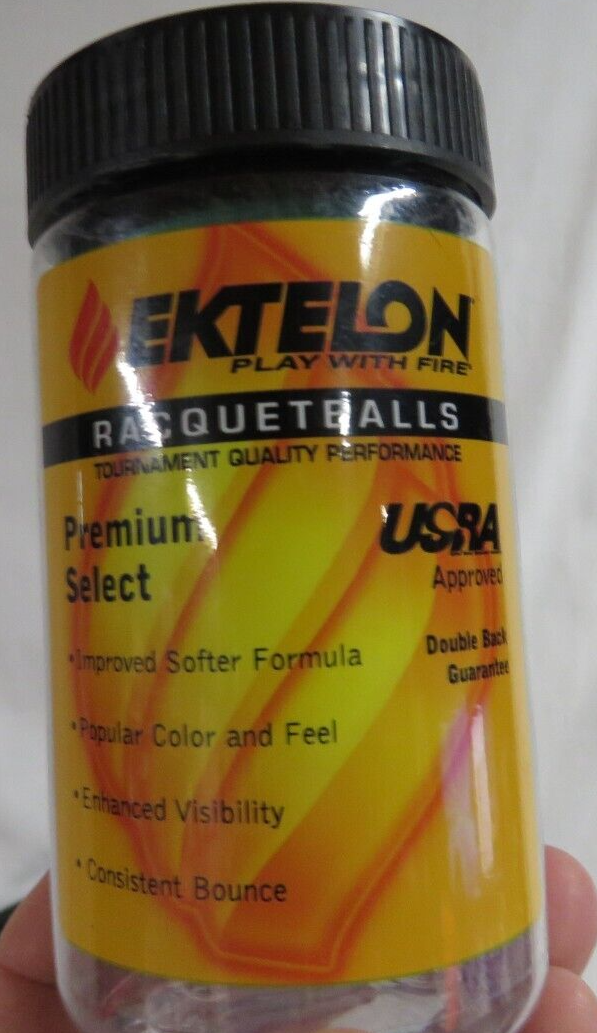 EKTELON
PLAY WITH FIRE
RACQUETBALLS
TOURNAMENT QUALITY PERFORMANCE
Premium
Select
USRA
Approved
Double Back
Guarantee
•Improved Softer Formula
•Popular Color and Feel
•Enhanced Visibility
•Consistent Bounce